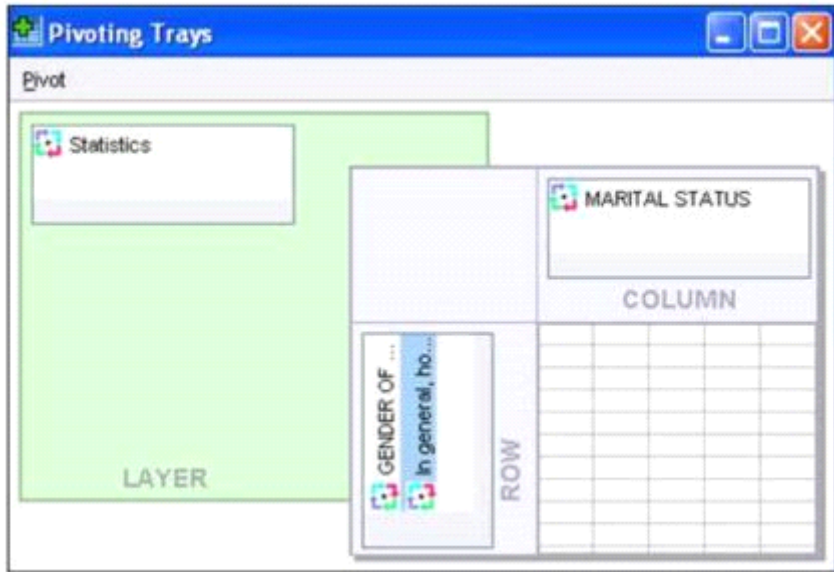 Pivoting Trays
Pivot
Statistics
MARITAL STATUS
COLUMN
GENDER OF ...
In general, ho...
ROW
LAYER